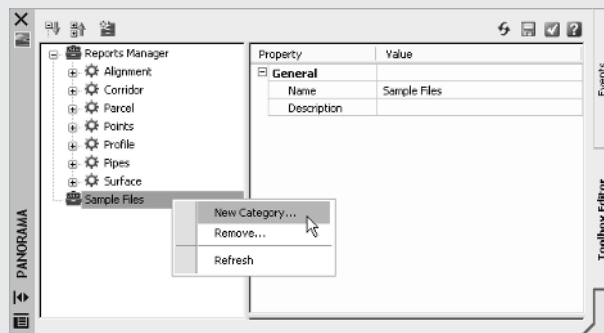 Reports Manager
Alignment
Corridor
Parcel
Points
Profile
Pipes
Surface
Sample Files
Property Value
General
Name Sample Files
Description
New Category...
Remove...
Refresh
PANORAMA
Events
Toolbox Editor